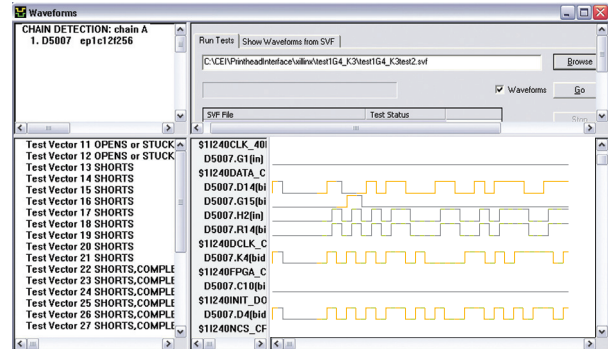 Waveforms
CHAIN DETECTION: chain A
1. D5007 ep1c12f256
Run Tests
Show Waveforms from SVF
C:\CEI\PrintheadInterface\xillinx\test1G4_K3\test1G4_K3test2.svf
Browse
Waveforms
Go
SVF File
Test Status
Stop
Test Vector 11 OPENS or STUCK
Test Vector 12 OPENS or STUCK
Test Vector 13 SHORTS
Test Vector 14 SHORTS
Test Vector 15 SHORTS
Test Vector 16 SHORTS
Test Vector 17 SHORTS
Test Vector 18 SHORTS
Test Vector 19 SHORTS
Test Vector 20 SHORTS
Test Vector 21 SHORTS
Test Vector 22 SHORTS,COMPLE
Test Vector 23 SHORTS,COMPLE
Test Vector 24 SHORTS,COMPLE
Test Vector 25 SHORTS,COMPLE
Test Vector 26 SHORTS,COMPLE
Test Vector 27 SHORTS,COMPLE
$1I240CLK_40I
D5007.G1(in)
$1I240DATA_C
D5007.D14(bi
D5007.G15(bi
D5007.H2(in)
D5007.R14(bi
$1I240DCLK_C
D5007.K4(bid
$1I240FPGA_C
D5007.C10(bi
$1I240INIT_DO
D5007.D4(bid
$1I240NCS_CF